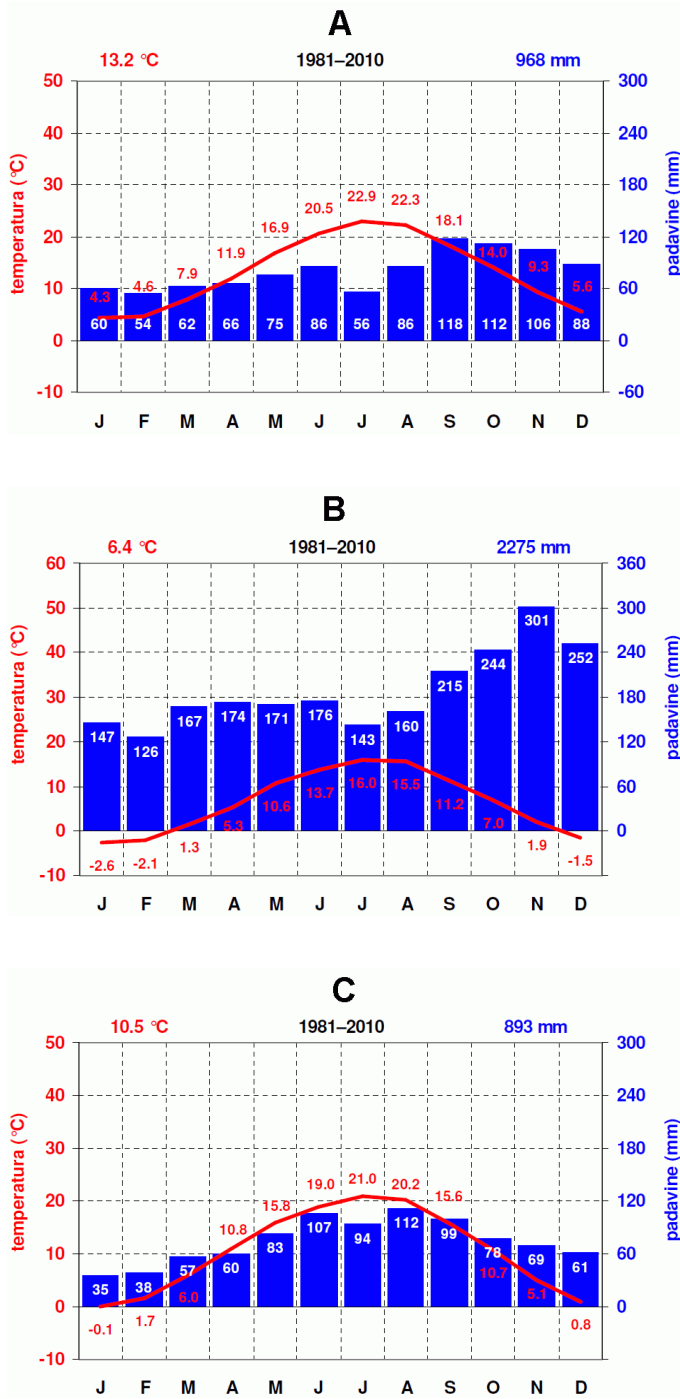 A
13.2 °C 1981–2010 968 mm
50 300
40 240
30 180
20 120
10 60
0 0
-10 -60
temperatura (°C)
padavine (mm)
4.3 4.6 7.9 11.9 16.9 20.5 22.9 22.3 18.1 14.0 9.3 5.6
60 54 62 66 75 86 56 86 118 112 106 88
J F M A M J J A S O N D
B
6.4 °C 1981–2010 2275 mm
60 360
50 300
40 240
30 180
20 120
10 60
0 0
-10
temperatura (°C)
padavine (mm)
147 126 167 174 171 176 143 160 215 244 301 252
-2.6 -2.1 1.3 5.3 10.6 13.7 16.0 15.5 11.2 7.0 1.9 -1.5
J F M A M J J A S O N D
C
10.5 °C 1981–2010 893 mm
50 300
40 240
30 180
20 120
10 60
0 0
-10
temperatura (°C)
padavine (mm)
35 38 57 60 83 107 94 112 99 78 69 61
-0.1 1.7 6.0 10.8 15.8 19.0 21.0 20.2 15.6 10.7 5.1 0.8
J F M A M J J A S O N D